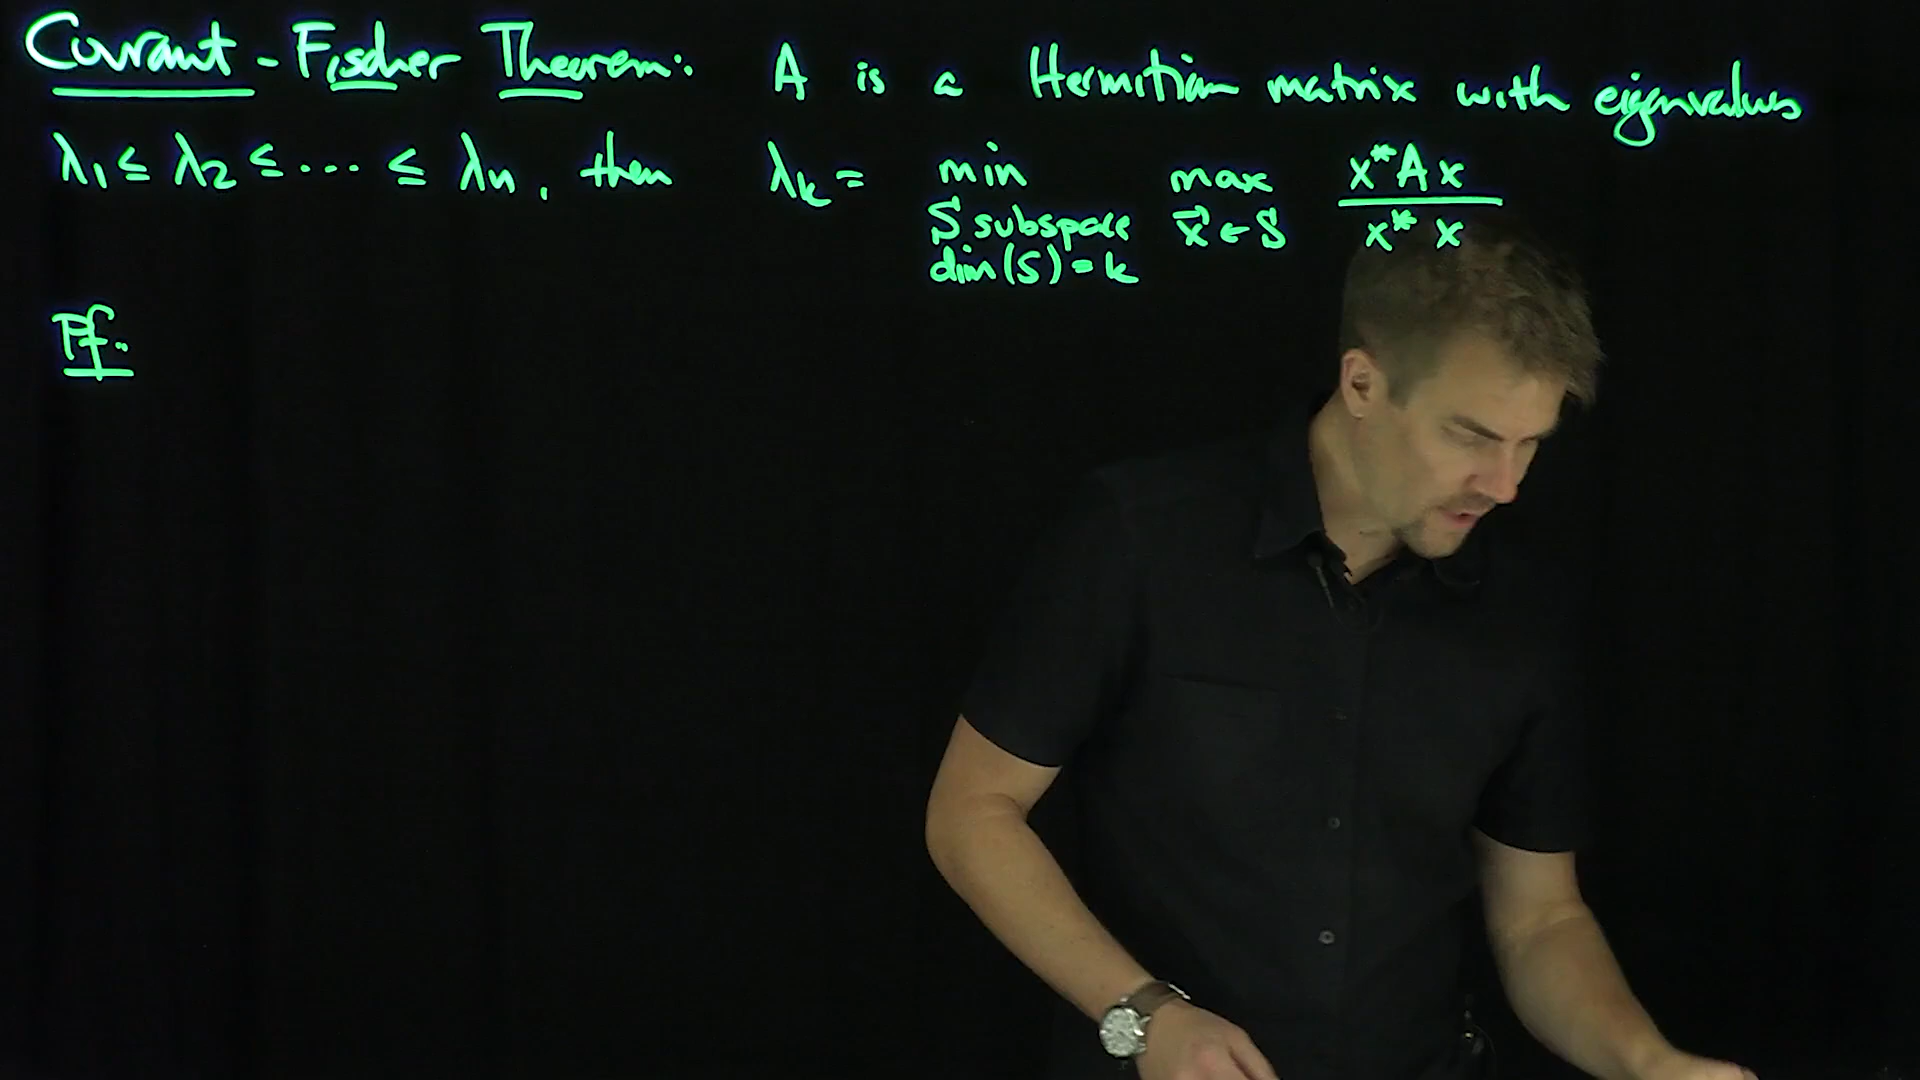 Courant - Fischer Theorem: A is a Hermitian matrix with eigenvalues
λ₁ ≤ λ₂ ≤ ... ≤ λn, then λk = min max x*Ax / x*x
S subspace x⃗ ∈ S
dim(S) = k
Pf: